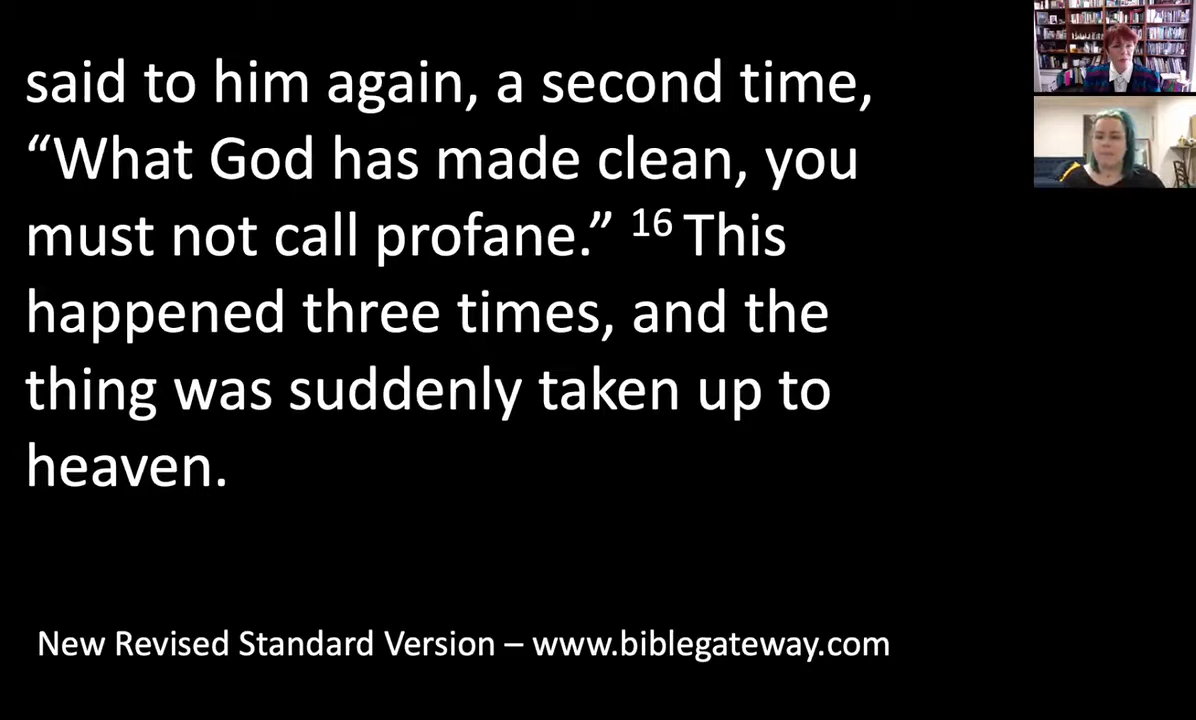 said to him again, a second time,
“What God has made clean, you
must not call profane.” 16 This
happened three times, and the
thing was suddenly taken up to
heaven.
New Revised Standard Version – www.biblegateway.com